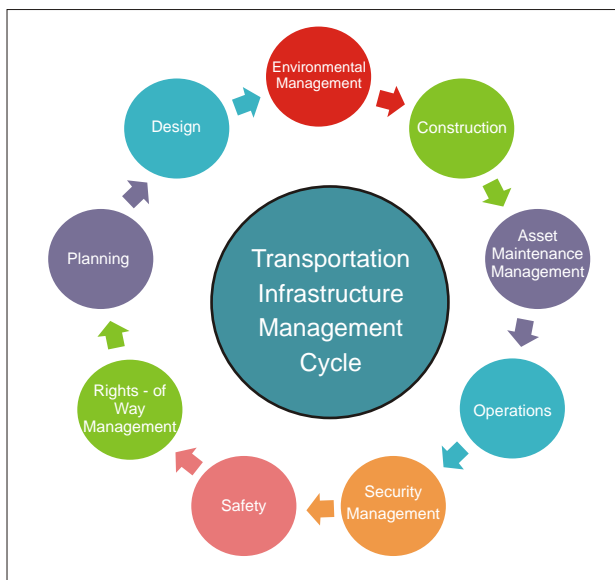 Environmental
Management
Construction
Asset
Maintenance
Management
Operations
Security
Management
Safety
Rights - of
Way
Management
Planning
Design
Transportation
Infrastructure
Management
Cycle